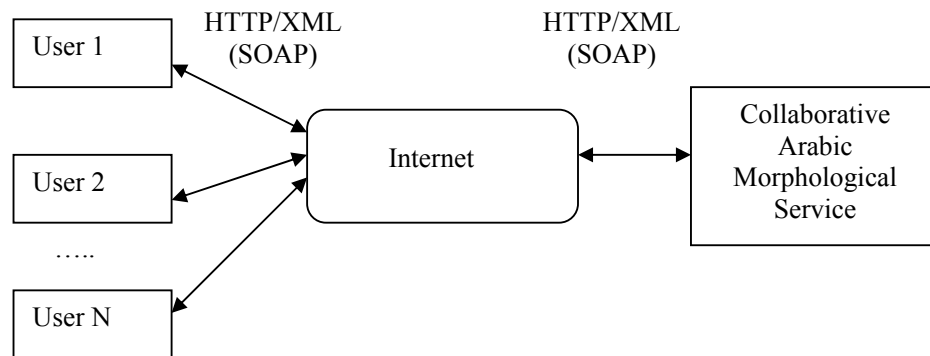 HTTP/XML
(SOAP)
HTTP/XML
(SOAP)
User 1
User 2
…..
User N
Internet
Collaborative
Arabic
Morphological
Service